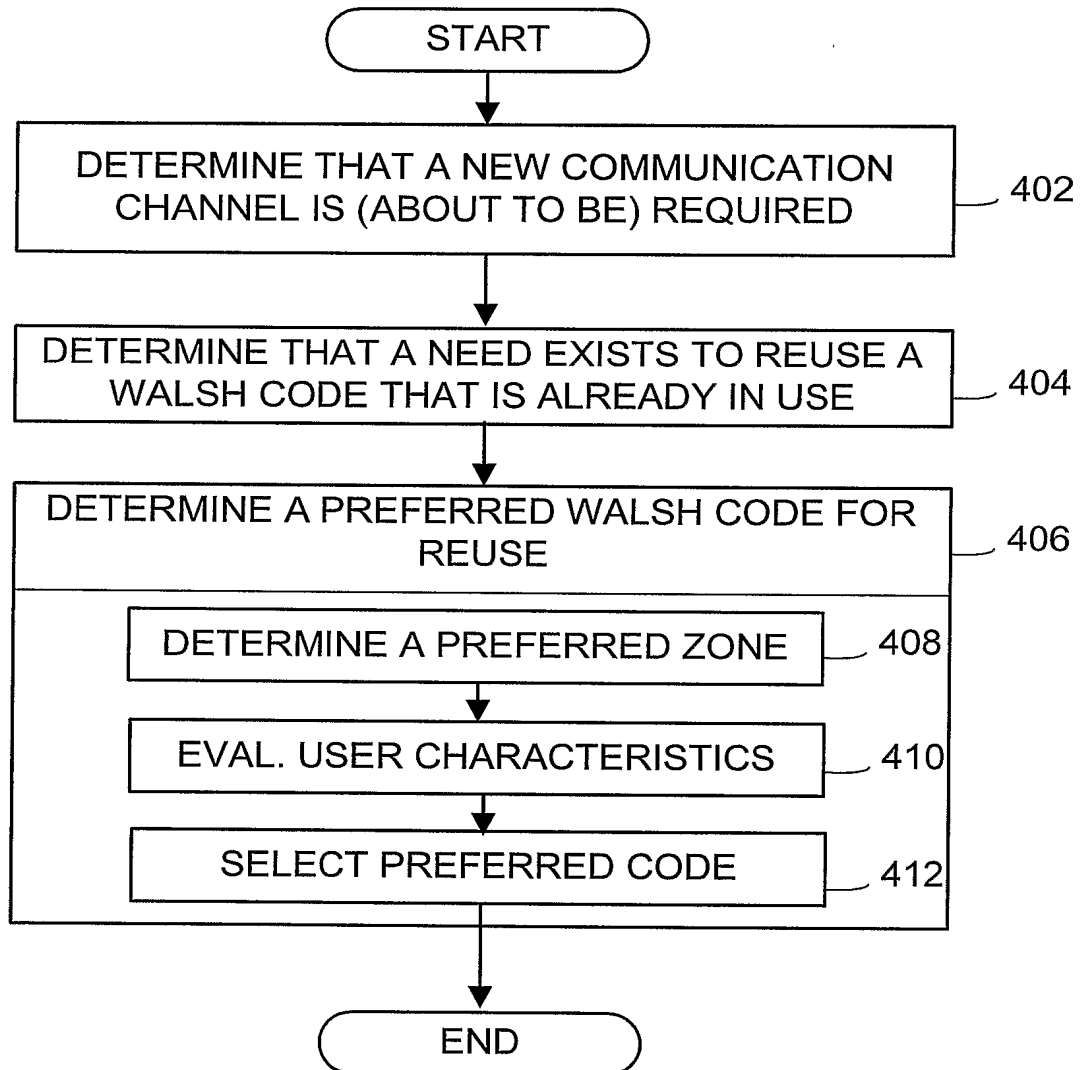 START
DETERMINE THAT A NEW COMMUNICATION
CHANNEL IS (ABOUT TO BE) REQUIRED
402
DETERMINE THAT A NEED EXISTS TO REUSE A
WALSH CODE THAT IS ALREADY IN USE
404
DETERMINE A PREFERRED WALSH CODE FOR
REUSE
406
DETERMINE A PREFERRED ZONE
408
EVAL. USER CHARACTERISTICS
410
SELECT PREFERRED CODE
412
END